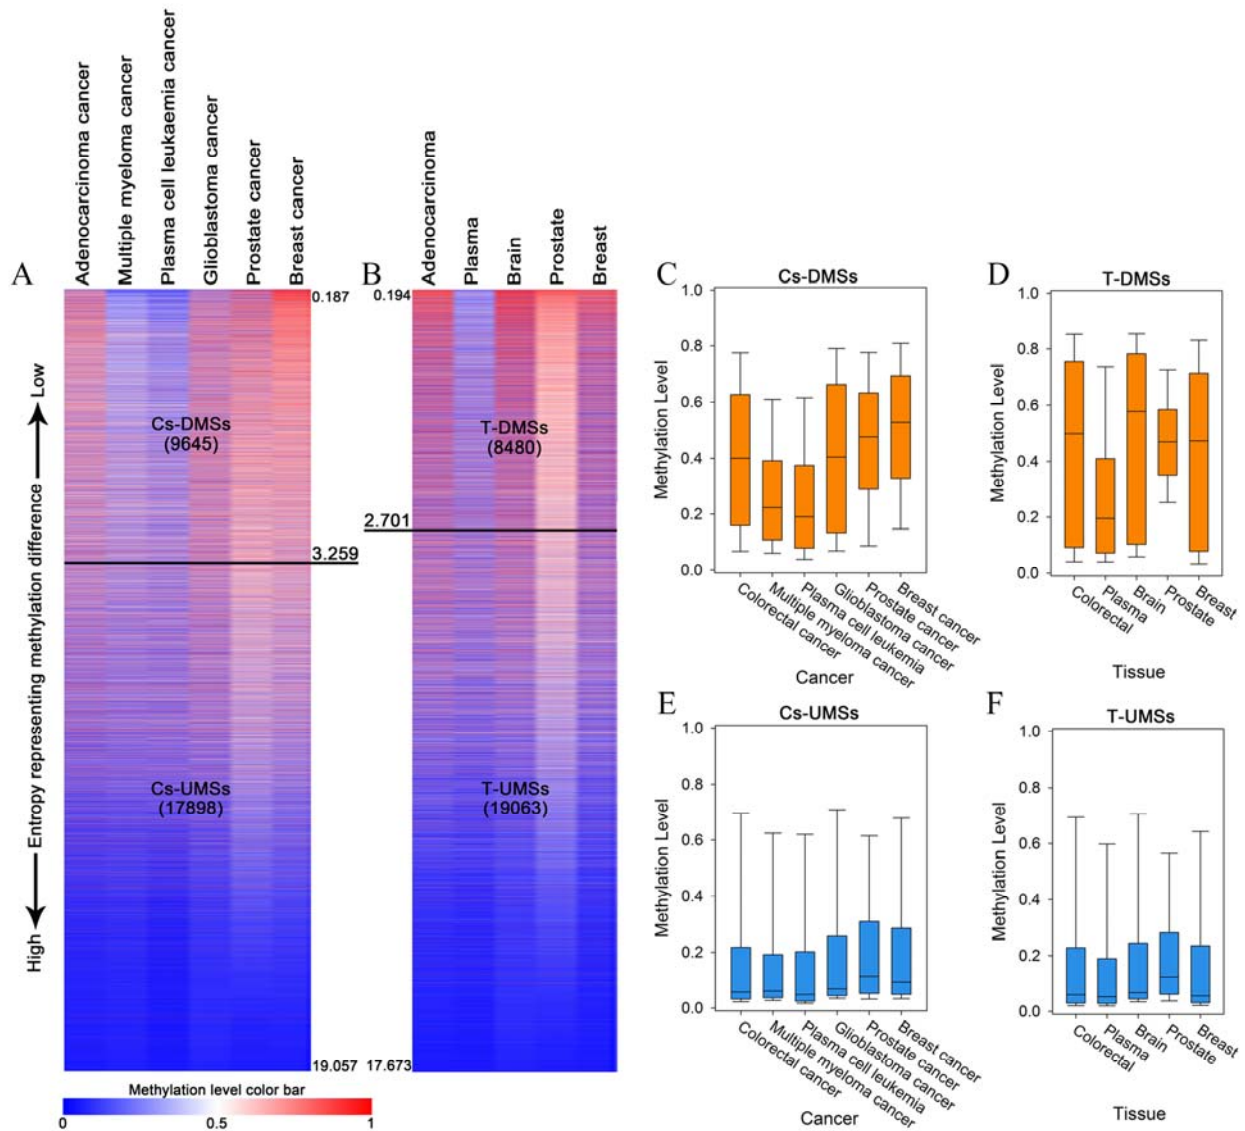 A
Adenocarcinoma cancer
Multiple myeloma cancer
Plasma cell leukaemia cancer
Glioblastoma cancer
Prostate cancer
Breast cancer
0.187
Cs-DMSs
(9645)
3.259
Cs-UMSs
(17898)
19.057
High
Entropy representing methylation difference
Low
Methylation level color bar
0
0.5
1
B
Adenocarcinoma
Plasma
Brain
Prostate
Breast
0.194
T-DMSs
(8480)
2.701
T-UMSs
(19063)
17.673
C
Cs-DMSs
Methylation Level
1.0
0.8
0.6
0.4
0.2
0.0
Colorectal cancer
Multiple myeloma cancer
Plasma cell leukemia
Glioblastoma cancer
Prostate cancer
Breast cancer
Cancer
D
T-DMSs
Methylation Level
1.0
0.8
0.6
0.4
0.2
0.0
Colorectal
Plasma
Brain
Prostate
Breast
Tissue
E
Cs-UMSs
Methylation Level
1.0
0.8
0.6
0.4
0.2
0.0
Colorectal cancer
Multiple myeloma cancer
Plasma cell leukemia
Glioblastoma cancer
Prostate cancer
Breast cancer
Cancer
F
T-UMSs
Methylation Level
1.0
0.8
0.6
0.4
0.2
0.0
Colorectal
Plasma
Brain
Prostate
Breast
Tissue